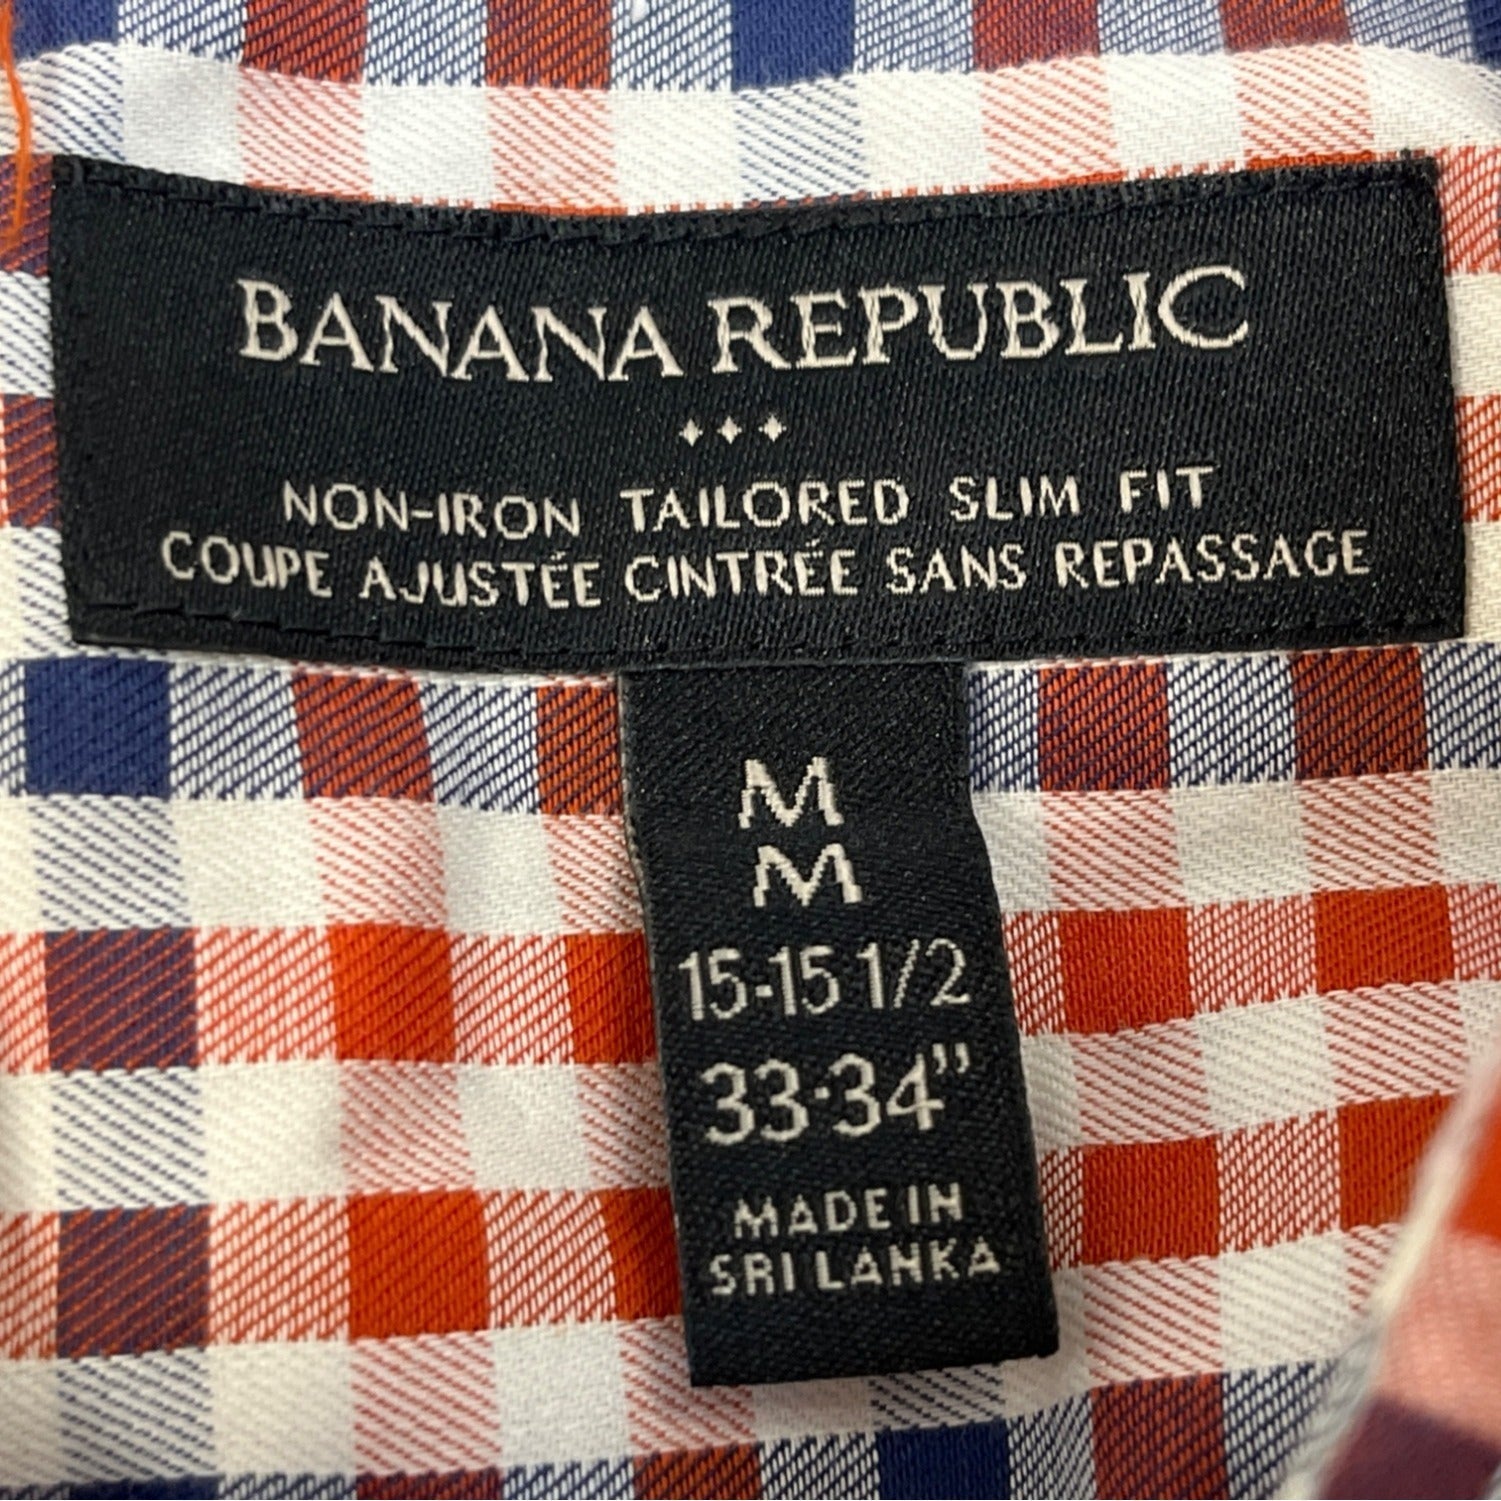 BANANA REPUBLIC
NON-IRON TAILORED SLIM FIT
COUPE AJUSTÉE CINTRÉE SANS REPASSAGE
M
M
15-15 1/2
33·34”
MADE IN
SRI LANKA